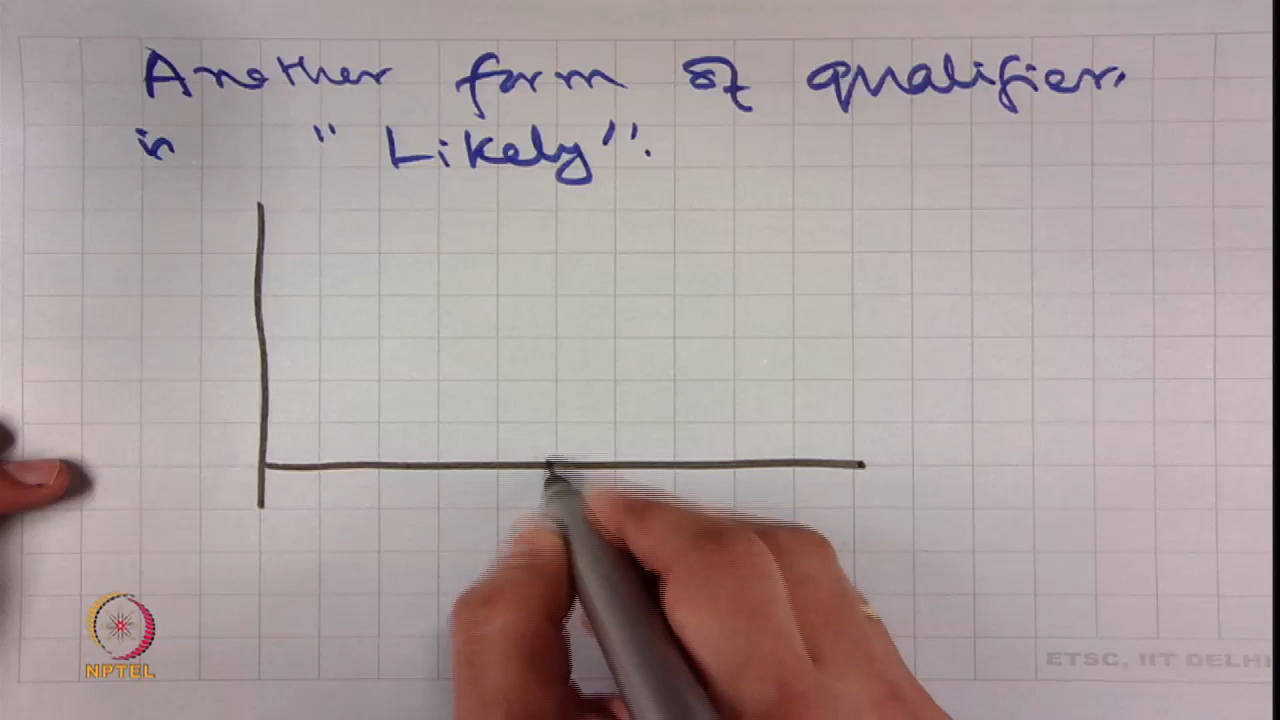 Another form of qualifier
is "Likely".
NPTEL
ETSC, IIT DELHI